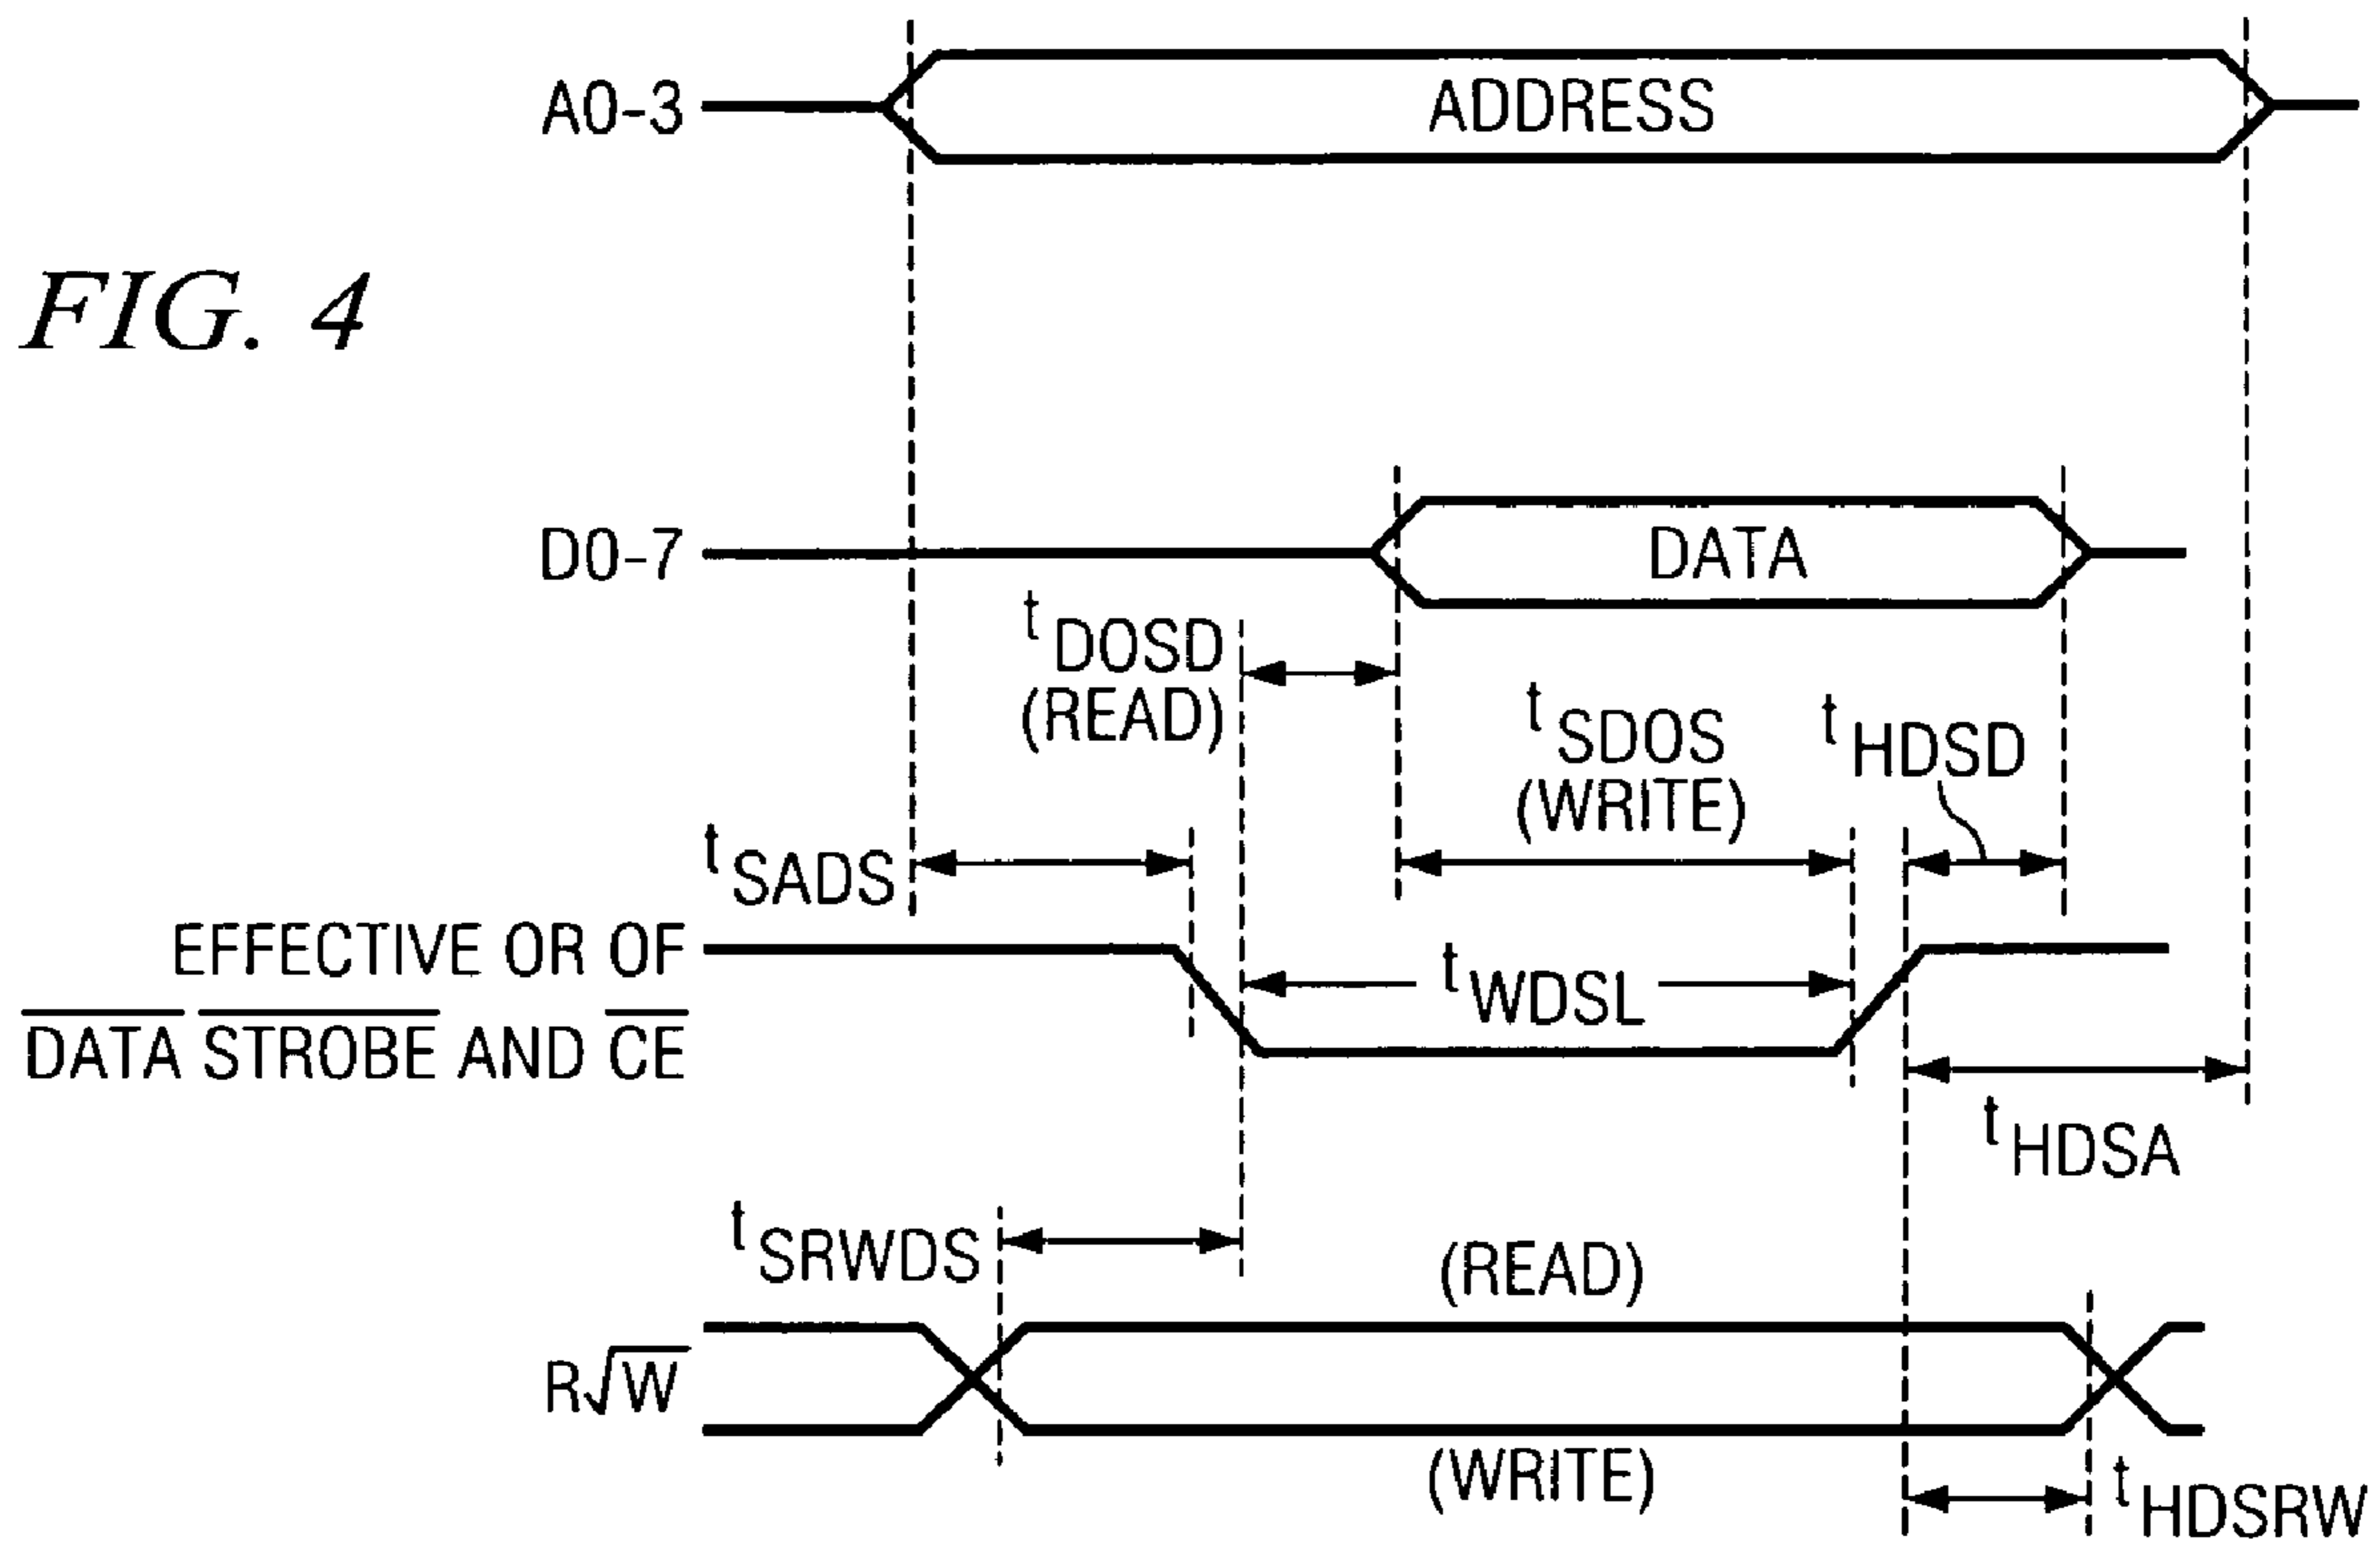 A0-3
ADDRESS
FIG. 4
D0-7
DATA
tDOSD
(READ)
tSDOS
(WRITE)
tHDSD
tSADS
EFFECTIVE OR OF
DATA STROBE AND CE
tWDSL
tHDSA
tSRWDS
(READ)
R/W
(WRITE)
tHDSRW